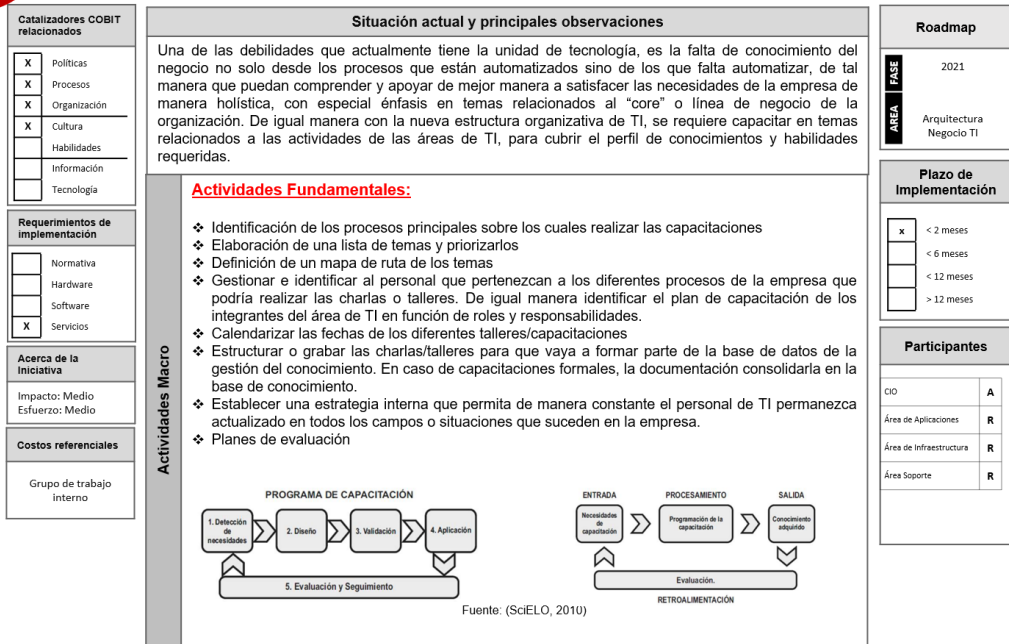 Catalizadores COBIT
relacionados
X Políticas
X Procesos
X Organización
X Cultura
Habilidades
Información
Tecnología
Requerimientos de
implementación
Normativa
Hardware
Software
X Servicios
Acerca de la
Iniciativa
Impacto: Medio
Esfuerzo: Medio
Costos referenciales
Grupo de trabajo
interno
Situación actual y principales observaciones
Una de las debilidades que actualmente tiene la unidad de tecnología, es la falta de conocimiento del
negocio no solo desde los procesos que están automatizados sino de los que falta automatizar, de tal
manera que puedan comprender y apoyar de mejor manera a satisfacer las necesidades de la empresa de
manera holística, con especial énfasis en temas relacionados al “core” o línea de negocio de la
organización. De igual manera con la nueva estructura organizativa de TI, se requiere capacitar en temas
relacionados a las actividades de las áreas de TI, para cubrir el perfil de conocimientos y habilidades
requeridas.
Actividades Macro
Actividades Fundamentales:
❖ Identificación de los procesos principales sobre los cuales realizar las capacitaciones
❖ Elaboración de una lista de temas y priorizarlos
❖ Definición de un mapa de ruta de los temas
❖ Gestionar e identificar al personal que pertenezcan a los diferentes procesos de la empresa que
podría realizar las charlas o talleres. De igual manera identificar el plan de capacitación de los
integrantes del área de TI en función de roles y responsabilidades.
❖ Calendarizar las fechas de los diferentes talleres/capacitaciones
❖ Estructurar o grabar las charlas/talleres para que vaya a formar parte de la base de datos de la
gestión del conocimiento. En caso de capacitaciones formales, la documentación consolidarla en la
base de conocimiento.
❖ Establecer una estrategia interna que permita de manera constante el personal de TI permanezca
actualizado en todos los campos o situaciones que suceden en la empresa.
❖ Planes de evaluación
PROGRAMA DE CAPACITACIÓN
1. Detección
de
necesidades
2. Diseño
3. Validación
4. Aplicación
5. Evaluación y Seguimiento
ENTRADA
PROCESAMIENTO
SALIDA
Necesidades
de
capacitación
Programación de la
capacitación
Conocimiento
adquirido
Evaluación.
RETROALIMENTACIÓN
Fuente: (SciELO, 2010)
Roadmap
FASE
2021
AREA
Arquitectura
Negocio TI
Plazo de
Implementación
x < 2 meses
< 6 meses
< 12 meses
> 12 meses
Participantes
CIO A
Área de Aplicaciones R
Área de Infraestructura R
Área Soporte R